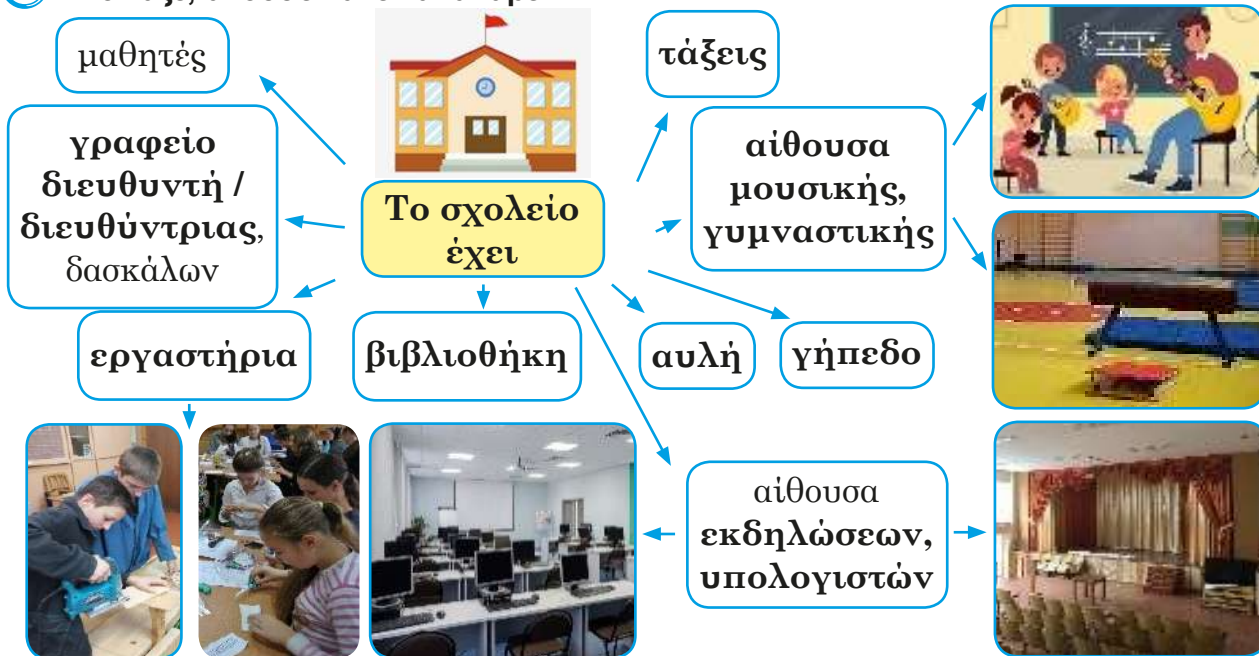 μαθητές
τάξεις
γραφείο
διευθυντή /
διευθύντριας,
δασκάλων
Το σχολείο
έχει
αίθουσα
μουσικής,
γυμναστικής
εργαστήρια
βιβλιοθήκη
αυλή
γήπεδο
αίθουσα
εκδηλώσεων,
υπολογιστών